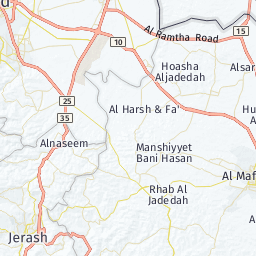 d
Al Ramtha Road
15
10
Hoasha
Aljadedah
Alsar
25
Al Harsh & Fa'
Hu
35
Alnaseem
Manshiyyet
Bani Hasan
Al Maf
Rhab Al
Jadedah
A
Jerash